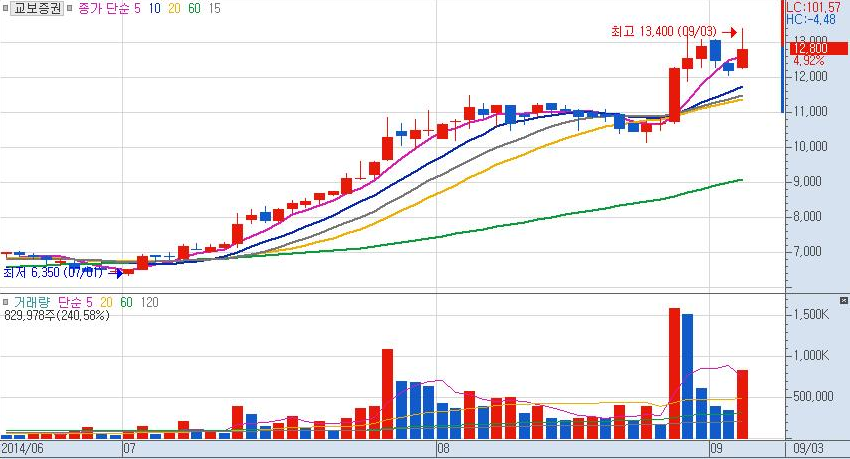 교보증권 종가 단순 5 10 20 60 15
LC:101,57
HC:-4,48
최고 13,400 (09/03)
13,000
12,800
4,92%
12,000
11,000
10,000
9,000
8,000
7,000
최저 6,350 (07/01)
거래량 단순 5 20 60 120
829,978주(240,58%)
1,500K
1,000K
500,000
2014/06 07 08 09 09/03